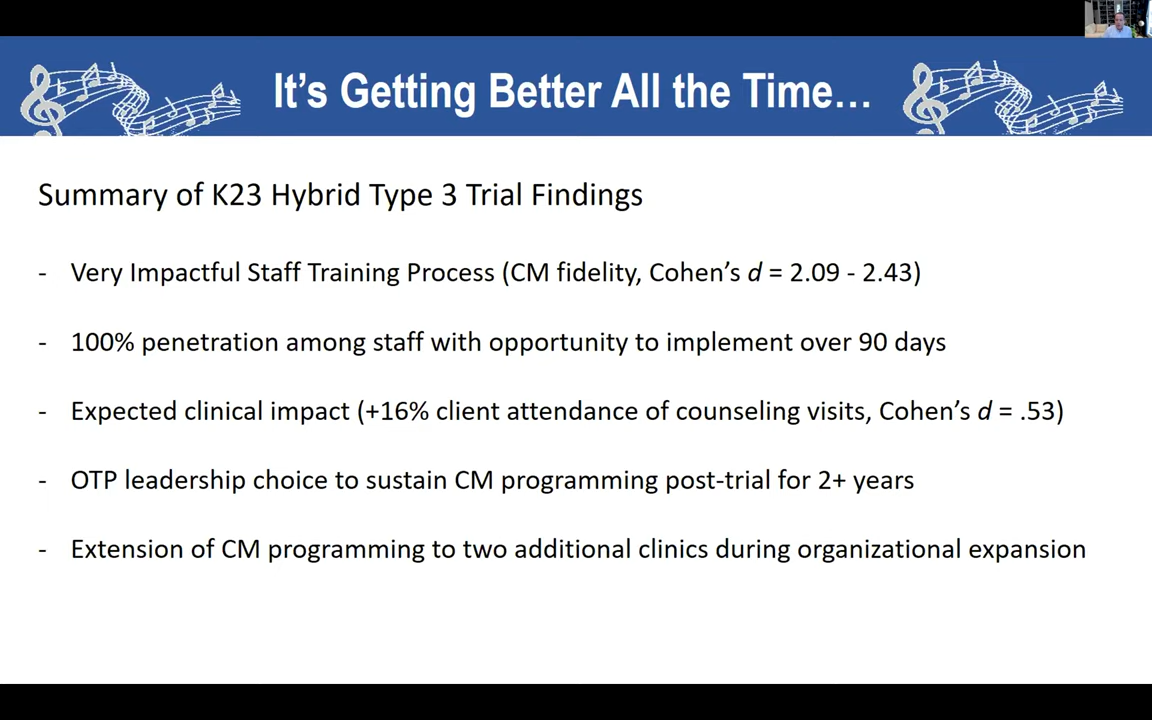 It’s Getting Better All the Time…
Summary of K23 Hybrid Type 3 Trial Findings
- Very Impactful Staff Training Process (CM fidelity, Cohen’s d = 2.09 - 2.43)
- 100% penetration among staff with opportunity to implement over 90 days
- Expected clinical impact (+16% client attendance of counseling visits, Cohen’s d = .53)
- OTP leadership choice to sustain CM programming post-trial for 2+ years
- Extension of CM programming to two additional clinics during organizational expansion